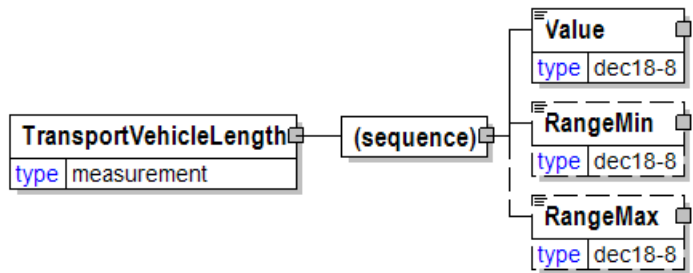 Value
type dec18-8
TransportVehicleLength
type measurement
(sequence)
RangeMin
type dec18-8
RangeMax
type dec18-8